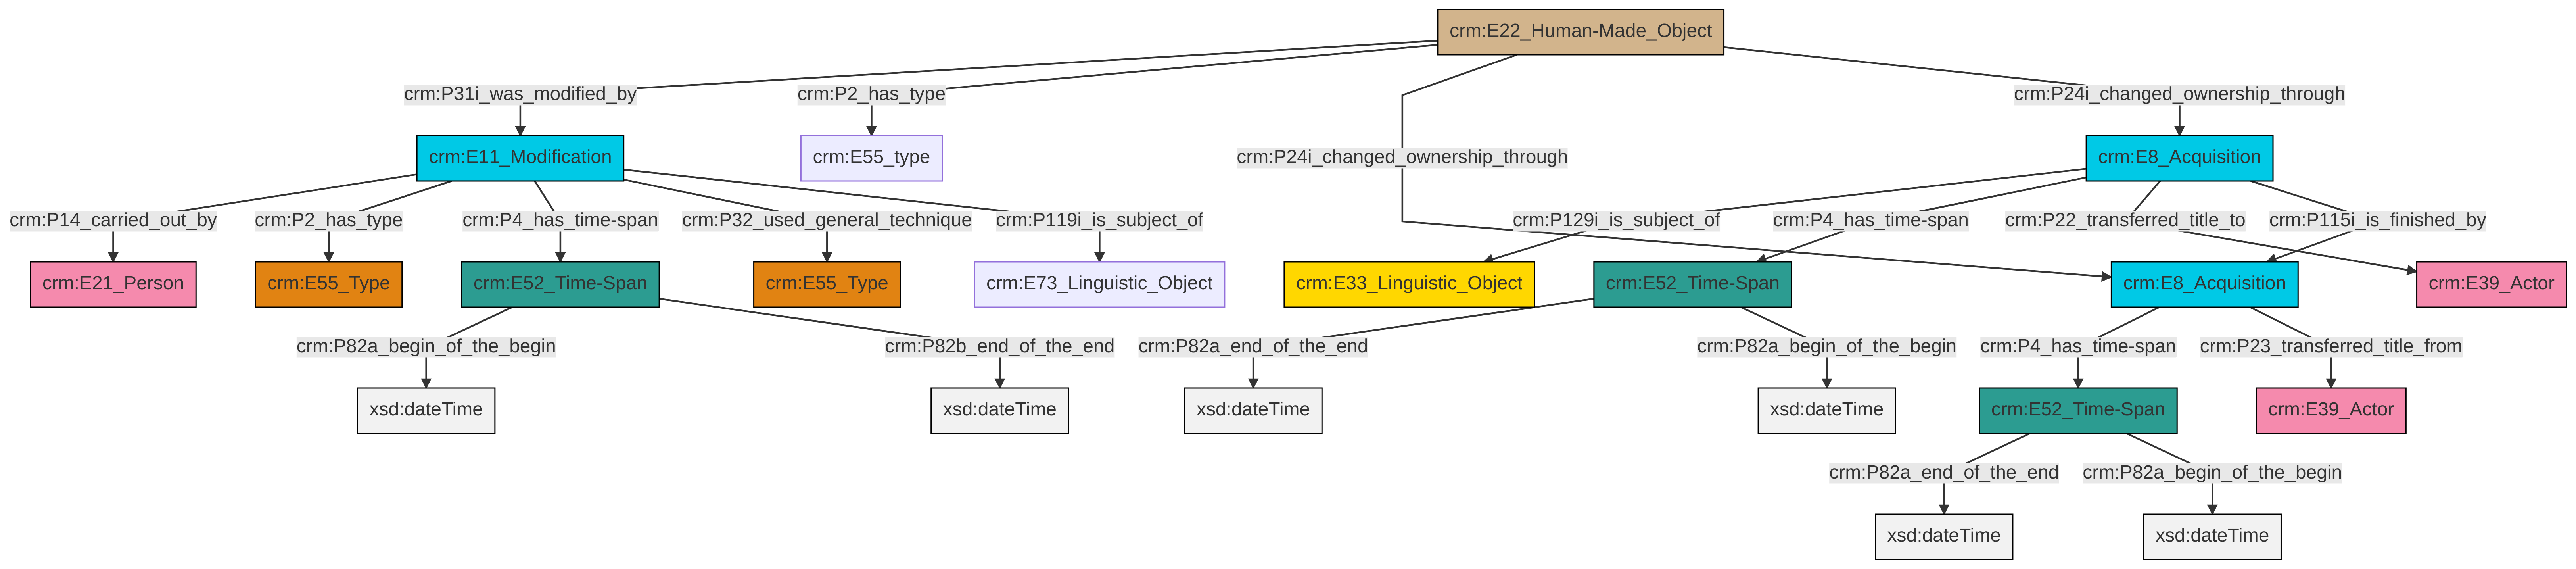 crm:E22_Human-Made_Object
crm:P31i_was_modified_by
crm:P2_has_type
crm:P24i_changed_ownership_through
crm:E11_Modification
crm:E55_type
crm:P24i_changed_ownership_through
crm:E8_Acquisition
crm:P14_carried_out_by
crm:P2_has_type
crm:P4_has_time-span
crm:P32_used_general_technique
crm:P119i_is_subject_of
crm:P129i_is_subject_of
crm:P4_has_time-span
crm:P22_transferred_title_to
crm:P115i_is_finished_by
crm:E21_Person
crm:E55_Type
crm:E52_Time-Span
crm:E55_Type
crm:E73_Linguistic_Object
crm:E33_Linguistic_Object
crm:E52_Time-Span
crm:E8_Acquisition
crm:E39_Actor
crm:P82a_begin_of_the_begin
crm:P82b_end_of_the_end
crm:P82a_end_of_the_end
crm:P82a_begin_of_the_begin
crm:P4_has_time-span
crm:P23_transferred_title_from
xsd:dateTime
xsd:dateTime
xsd:dateTime
xsd:dateTime
crm:E52_Time-Span
crm:E39_Actor
crm:P82a_end_of_the_end
crm:P82a_begin_of_the_begin
xsd:dateTime
xsd:dateTime